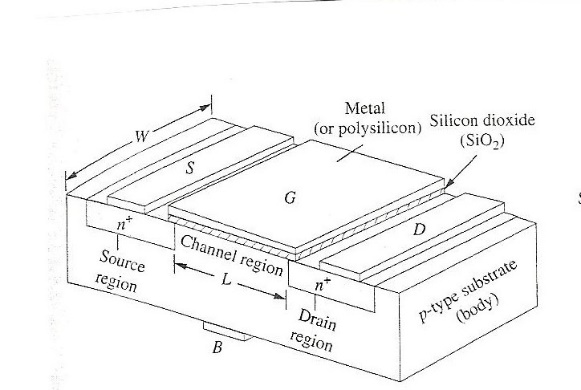 Metal
(or polysilicon)
Silicon dioxide
(SiO₂)
W
S
G
D
n⁺
Source
region
Channel region
L
n⁺
Drain
region
p-type substrate
(body)
B